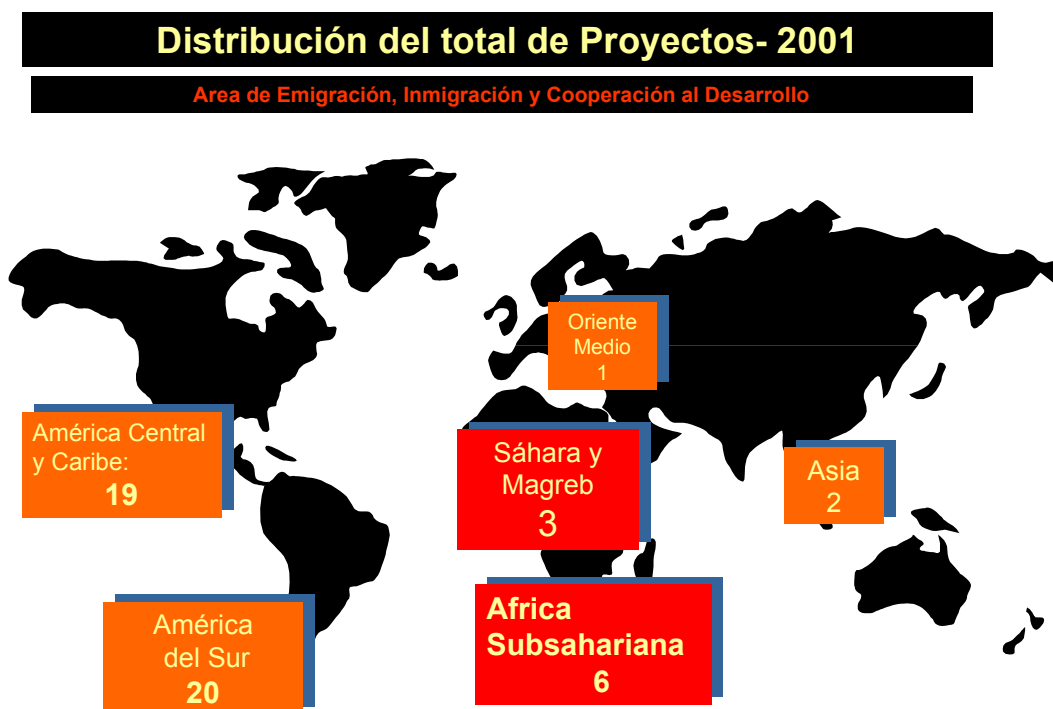 Distribución del total de Proyectos- 2001
Area de Emigración, Inmigración y Cooperación al Desarrollo
Oriente
Medio
1
América Central
y Caribe:
19
Sáhara y
Magreb
3
Asia
2
América
del Sur
20
Africa
Subsahariana
6